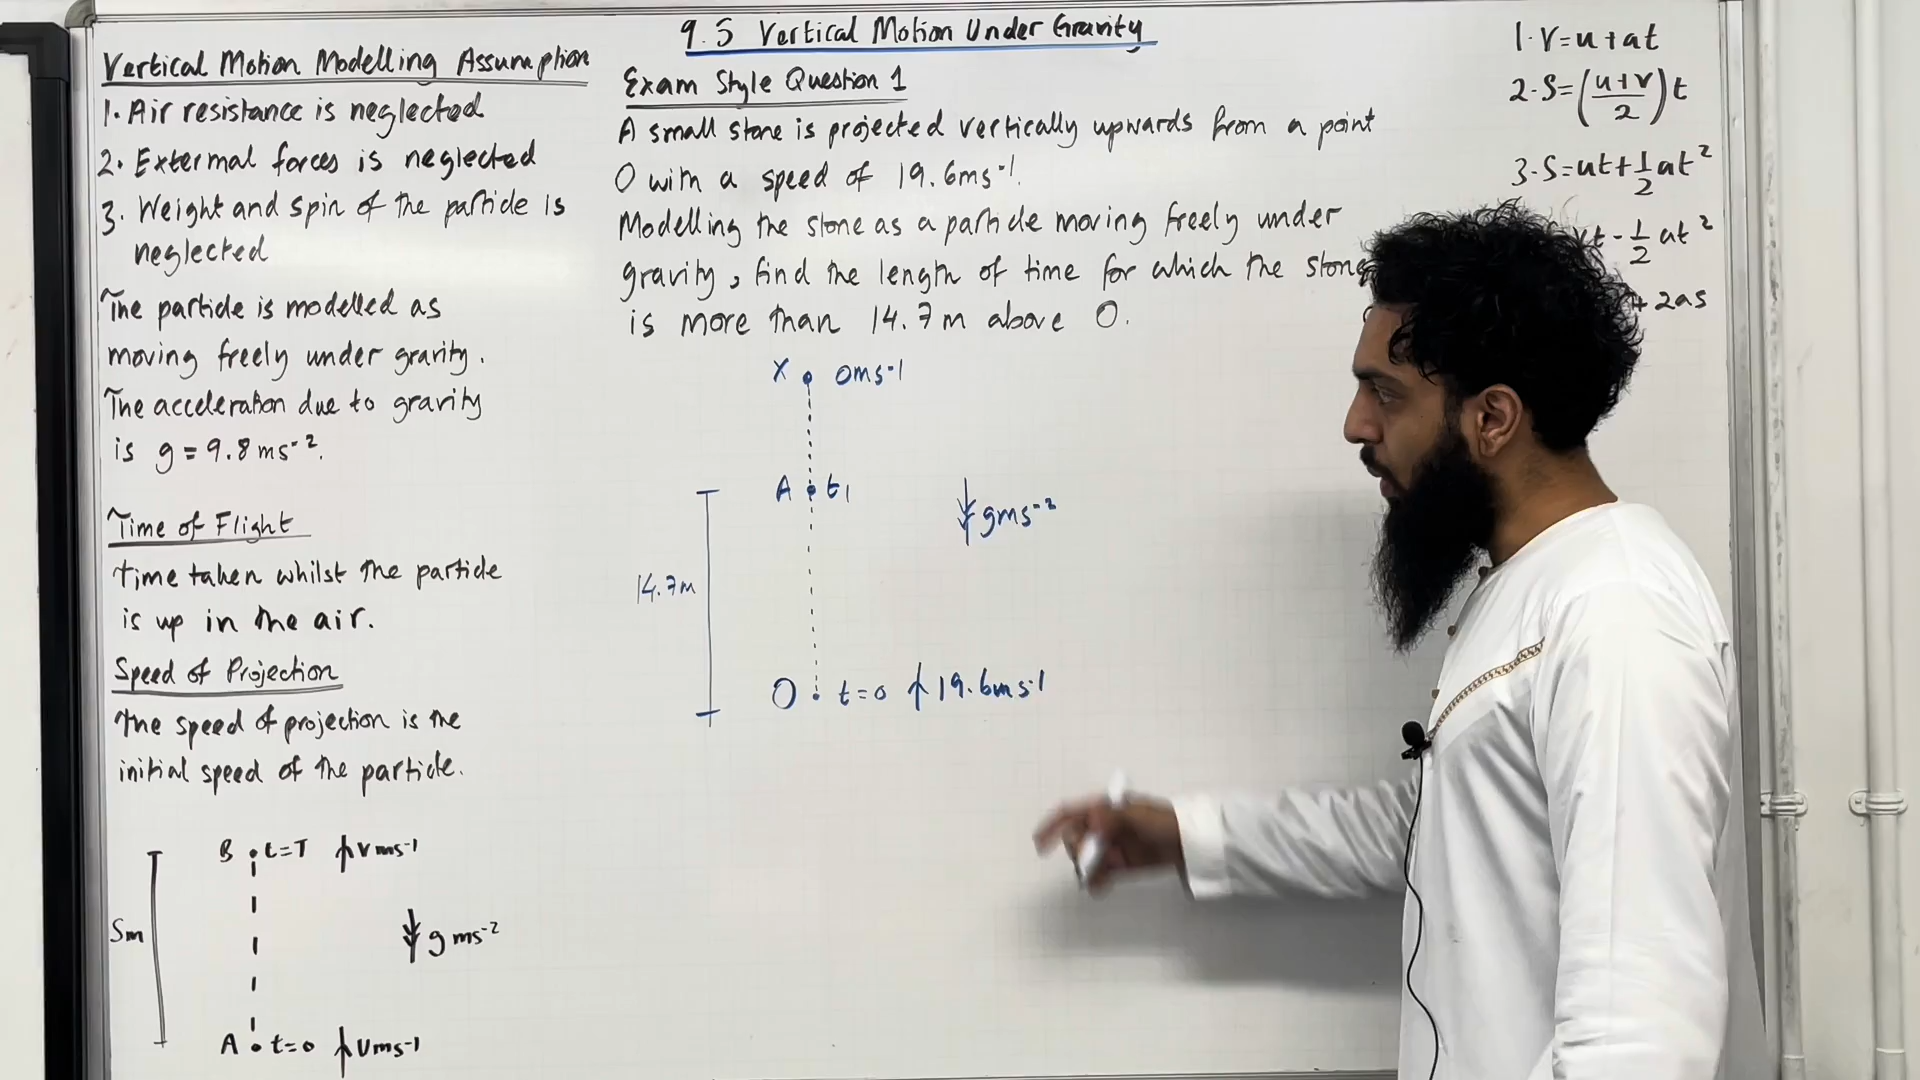 9.5 Vertical Motion Under Gravity
Vertical Motion Modelling Assumption
1. Air resistance is neglected
2. External forces is neglected
3. Weight and spin of the particle is
neglected
The particle is modelled as
moving freely under gravity.
The acceleration due to gravity
is g = 9.8 ms⁻².
Time of Flight
time taken whilst the particle
is up in the air.
Speed of Projection
The speed of projection is the
initial speed of the particle.
B t=T Vms⁻¹
Sm
g ms⁻²
A t=0 Ums⁻¹
Exam Style Question 1
A small stone is projected vertically upwards from a point
O with a speed of 19.6ms⁻¹.
Modelling the stone as a particle moving freely under
gravity, find the length of time for which the stone
is more than 14.7m above O.
X 0ms⁻¹
A t₁
gms⁻²
14.7m
O t=0 19.6ms⁻¹
1. V=u+at
2. S=(u+v/2)t
3. S=ut+1/2at²
vt-1/2at²
+2as